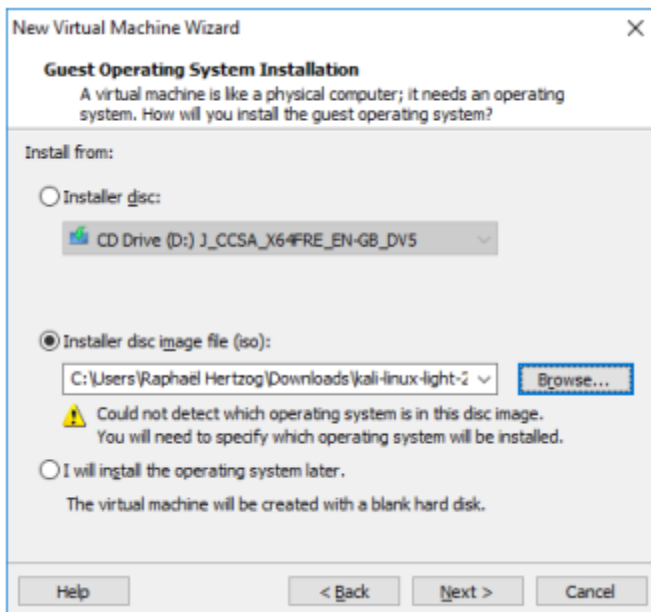 New Virtual Machine Wizard
Guest Operating System Installation
A virtual machine is like a physical computer; it needs an operating
system. How will you install the guest operating system?
Install from:
Installer disc:
CD Drive (D:) J_CCSA_X64FRE_EN-GB_DV5
Installer disc image file (iso):
C:\Users\Raphaël Hertzog\Downloads\kali-linux-light-2
Browse...
Could not detect which operating system is in this disc image.
You will need to specify which operating system will be installed.
I will install the operating system later.
The virtual machine will be created with a blank hard disk.
Help
< Back
Next >
Cancel